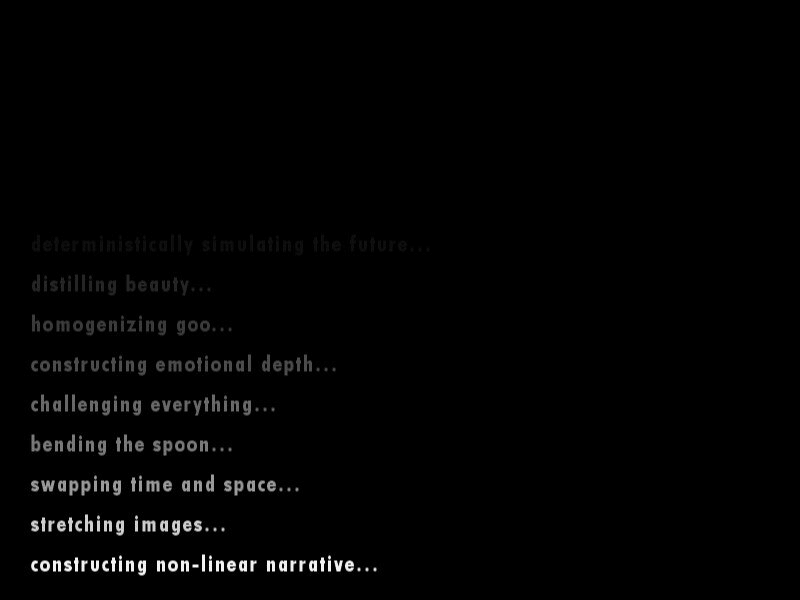 deterministically simulating the future...
distilling beauty...
homogenizing goo...
constructing emotional depth...
challenging everything...
bending the spoon...
swapping time and space...
stretching images...
constructing non-linear narrative...